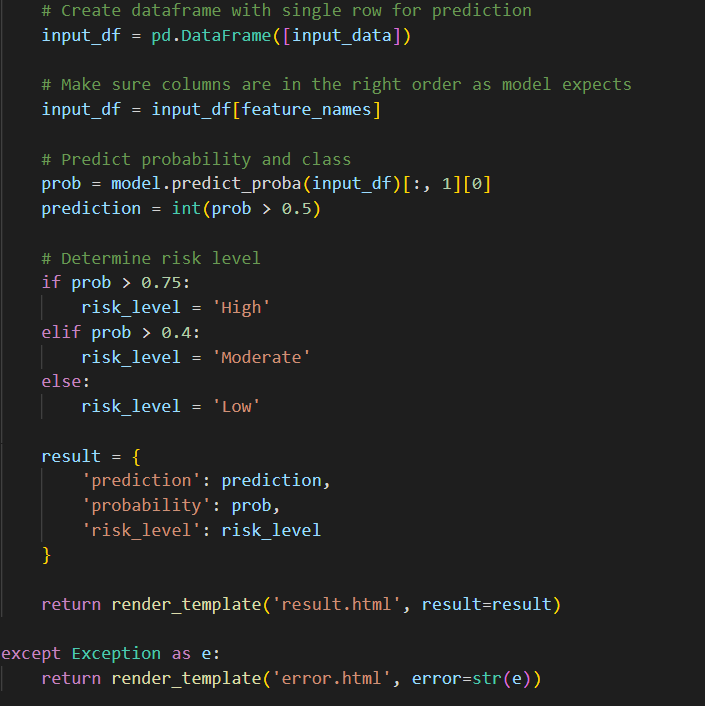 # Create dataframe with single row for prediction
input_df = pd.DataFrame([input_data])
# Make sure columns are in the right order as model expects
input_df = input_df[feature_names]
# Predict probability and class
prob = model.predict_proba(input_df)[:, 1][0]
prediction = int(prob > 0.5)
# Determine risk level
if prob > 0.75:
risk_level = 'High'
elif prob > 0.4:
risk_level = 'Moderate'
else:
risk_level = 'Low'
result = {
'prediction': prediction,
'probability': prob,
'risk_level': risk_level
}
return render_template('result.html', result=result)
except Exception as e:
return render_template('error.html', error=str(e))